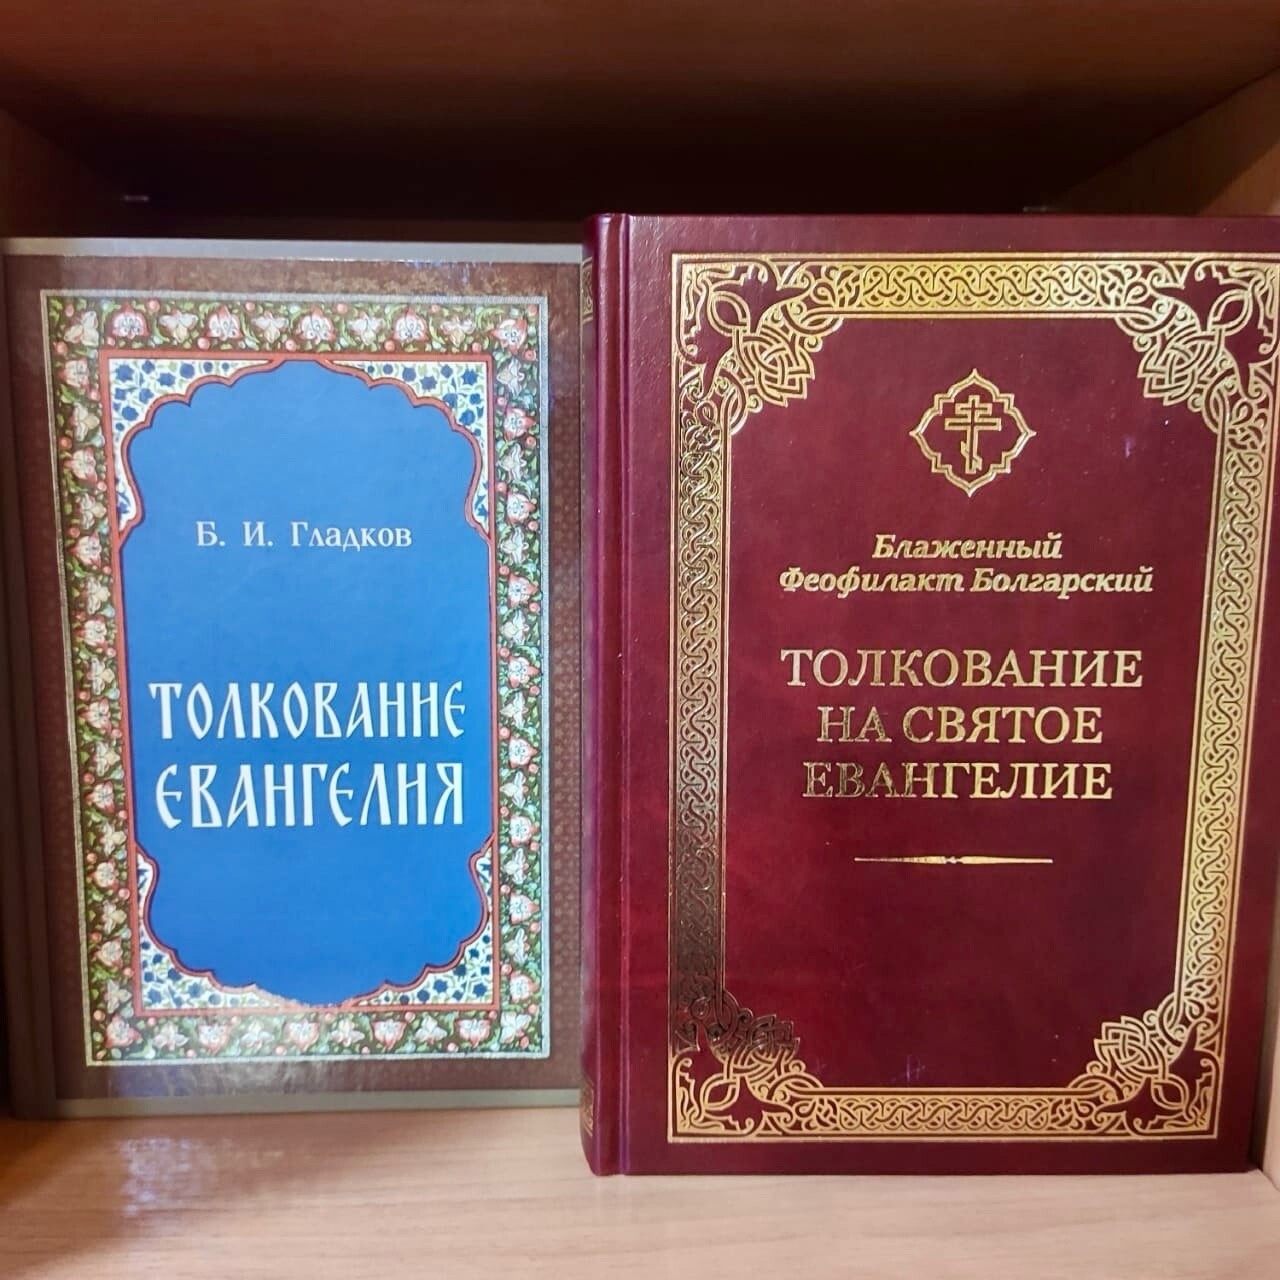 Б. И. Гладков
ТОЛКОВАНИЕ
ЕВАНГЕЛИЯ
Блаженный
Феофилакт Болгарский
ТОЛКОВАНИЕ
НА СВЯТОЕ
ЕВАНГЕЛИЕ